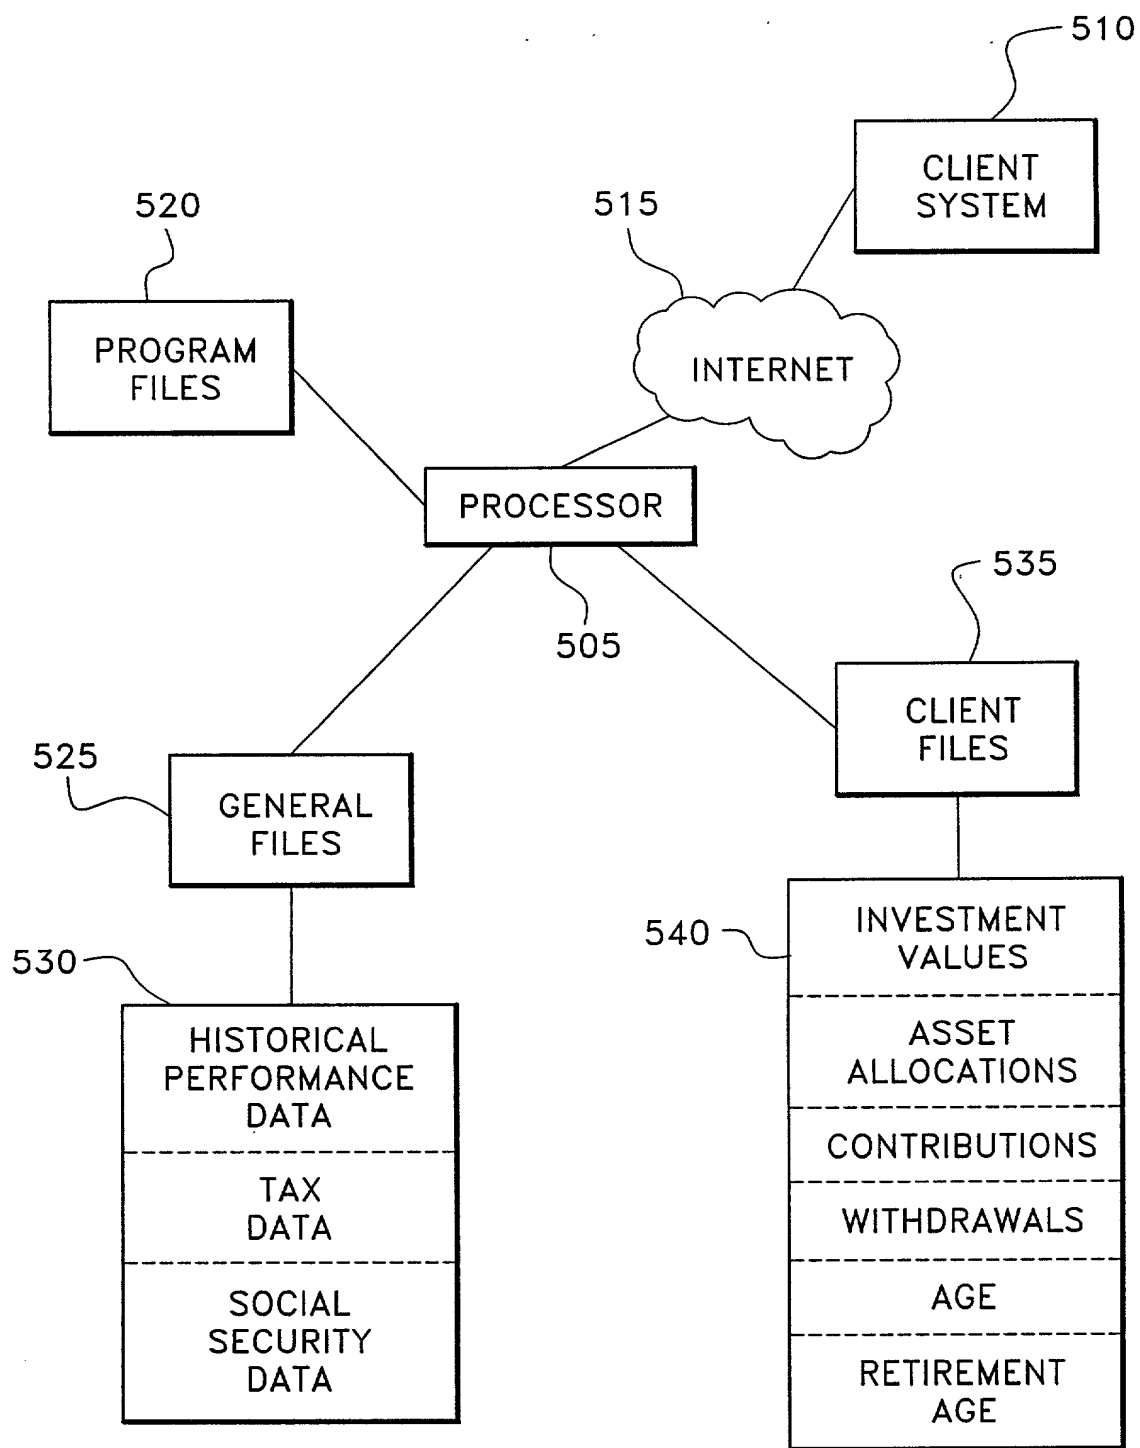 510
CLIENT
SYSTEM
520
515
PROGRAM
FILES
INTERNET
PROCESSOR
505
535
CLIENT
FILES
525
GENERAL
FILES
540
INVESTMENT
VALUES
ASSET
ALLOCATIONS
CONTRIBUTIONS
WITHDRAWALS
AGE
RETIREMENT
AGE
530
HISTORICAL
PERFORMANCE
DATA
TAX
DATA
SOCIAL
SECURITY
DATA